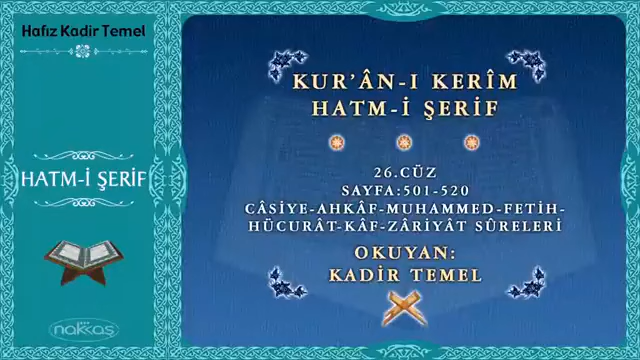 Hafız Kadir Temel
HATM-İ ŞERİF
nakkaş
KUR'ÂN-I KERÎM
HATM-İ ŞERİF
26.CÜZ
SAYFA:501-520
CÂSİYE-AHKÂF-MUHAMMED-FETİH-
HÜCURÂT-KÂF-ZÂRİYÂT SÛRELERİ
OKUYAN:
KADİR TEMEL